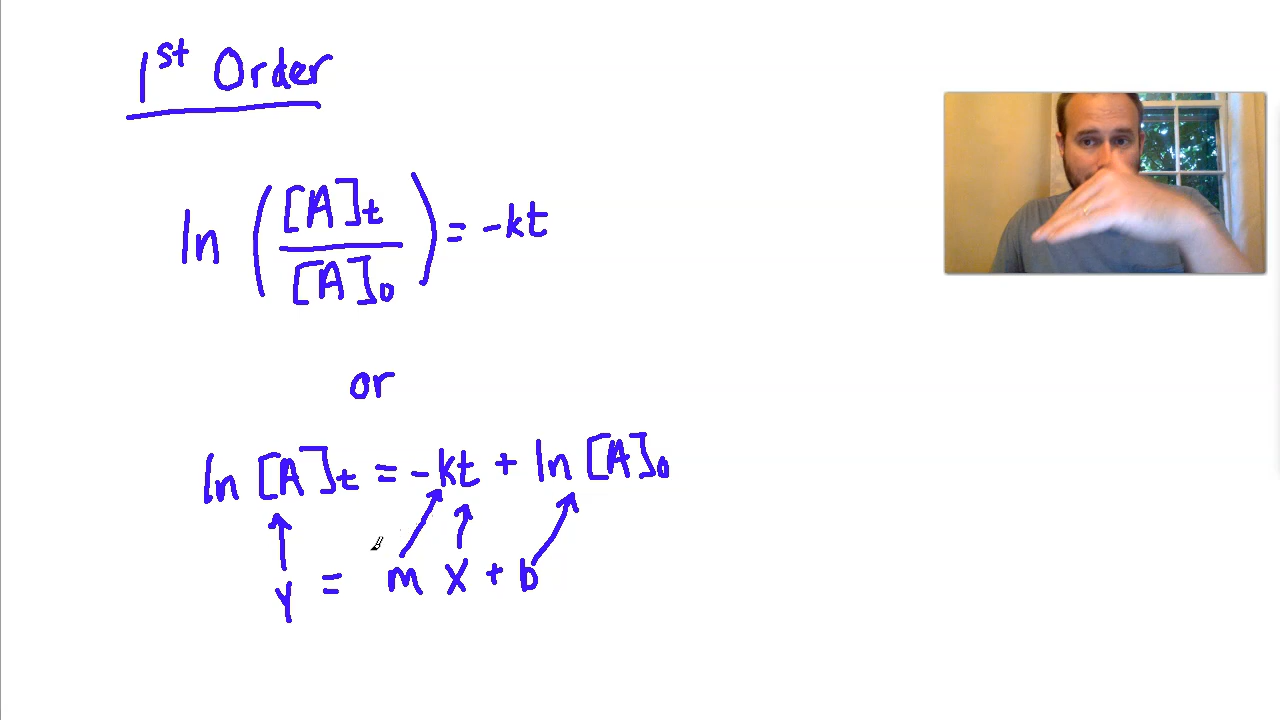 1st Order
ln ([A]t / [A]0) = -kt
or
ln [A]t = -kt + ln [A]0
y = m x + b